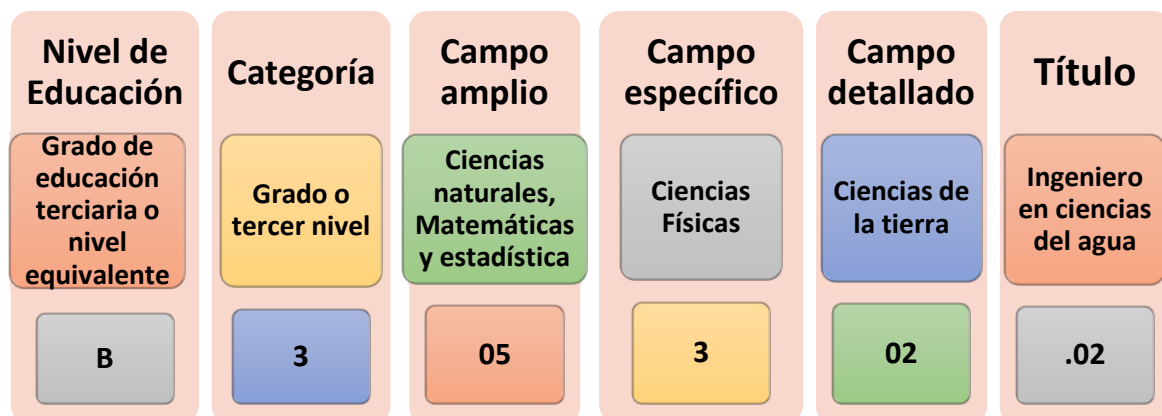 Nivel de
Educación
Grado de
educación
terciaria o
nivel
equivalente
B
Categoría
Grado o
tercer nivel
3
Campo
amplio
Ciencias
naturales,
Matemáticas
y estadística
05
Campo
específico
Ciencias
Físicas
3
Campo
detallado
Ciencias de
la tierra
02
Título
Ingeniero
en ciencias
del agua
.02